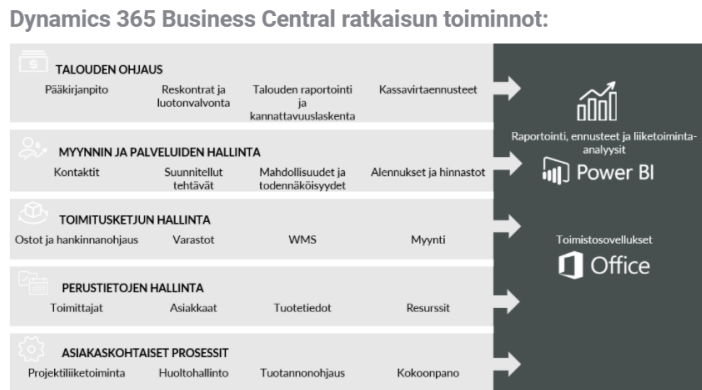 Dynamics 365 Business Central ratkaisun toiminnot:
TALOUDEN OHJAUS
Pääkirjanpito
Reskontrat ja
luotonvalvonta
Talouden raportointi
ja
kannattavuuslaskenta
Kassavirtaennusteet
MYYNNIN JA PALVELUIDEN HALLINTA
Kontaktit
Suunnitellut
tehtävät
Mahdollisuudet ja
todennäköisyydet
Alennukset ja hinnastot
TOIMITUSKETJUN HALLINTA
Ostot ja hankinnanohjaus
Varastot
WMS
Myynti
PERUSTIETOJEN HALLINTA
Toimittajat
Asiakkaat
Tuotetiedot
Resurssit
ASIAKASKOHTAISET PROSESSIT
Projektiliiketoiminta
Huoltohallinto
Tuotannonohjaus
Kokoonpano
Raportointi, ennusteet ja liiketoiminta-
analyysit
Power BI
Toimistosovellukset
Office